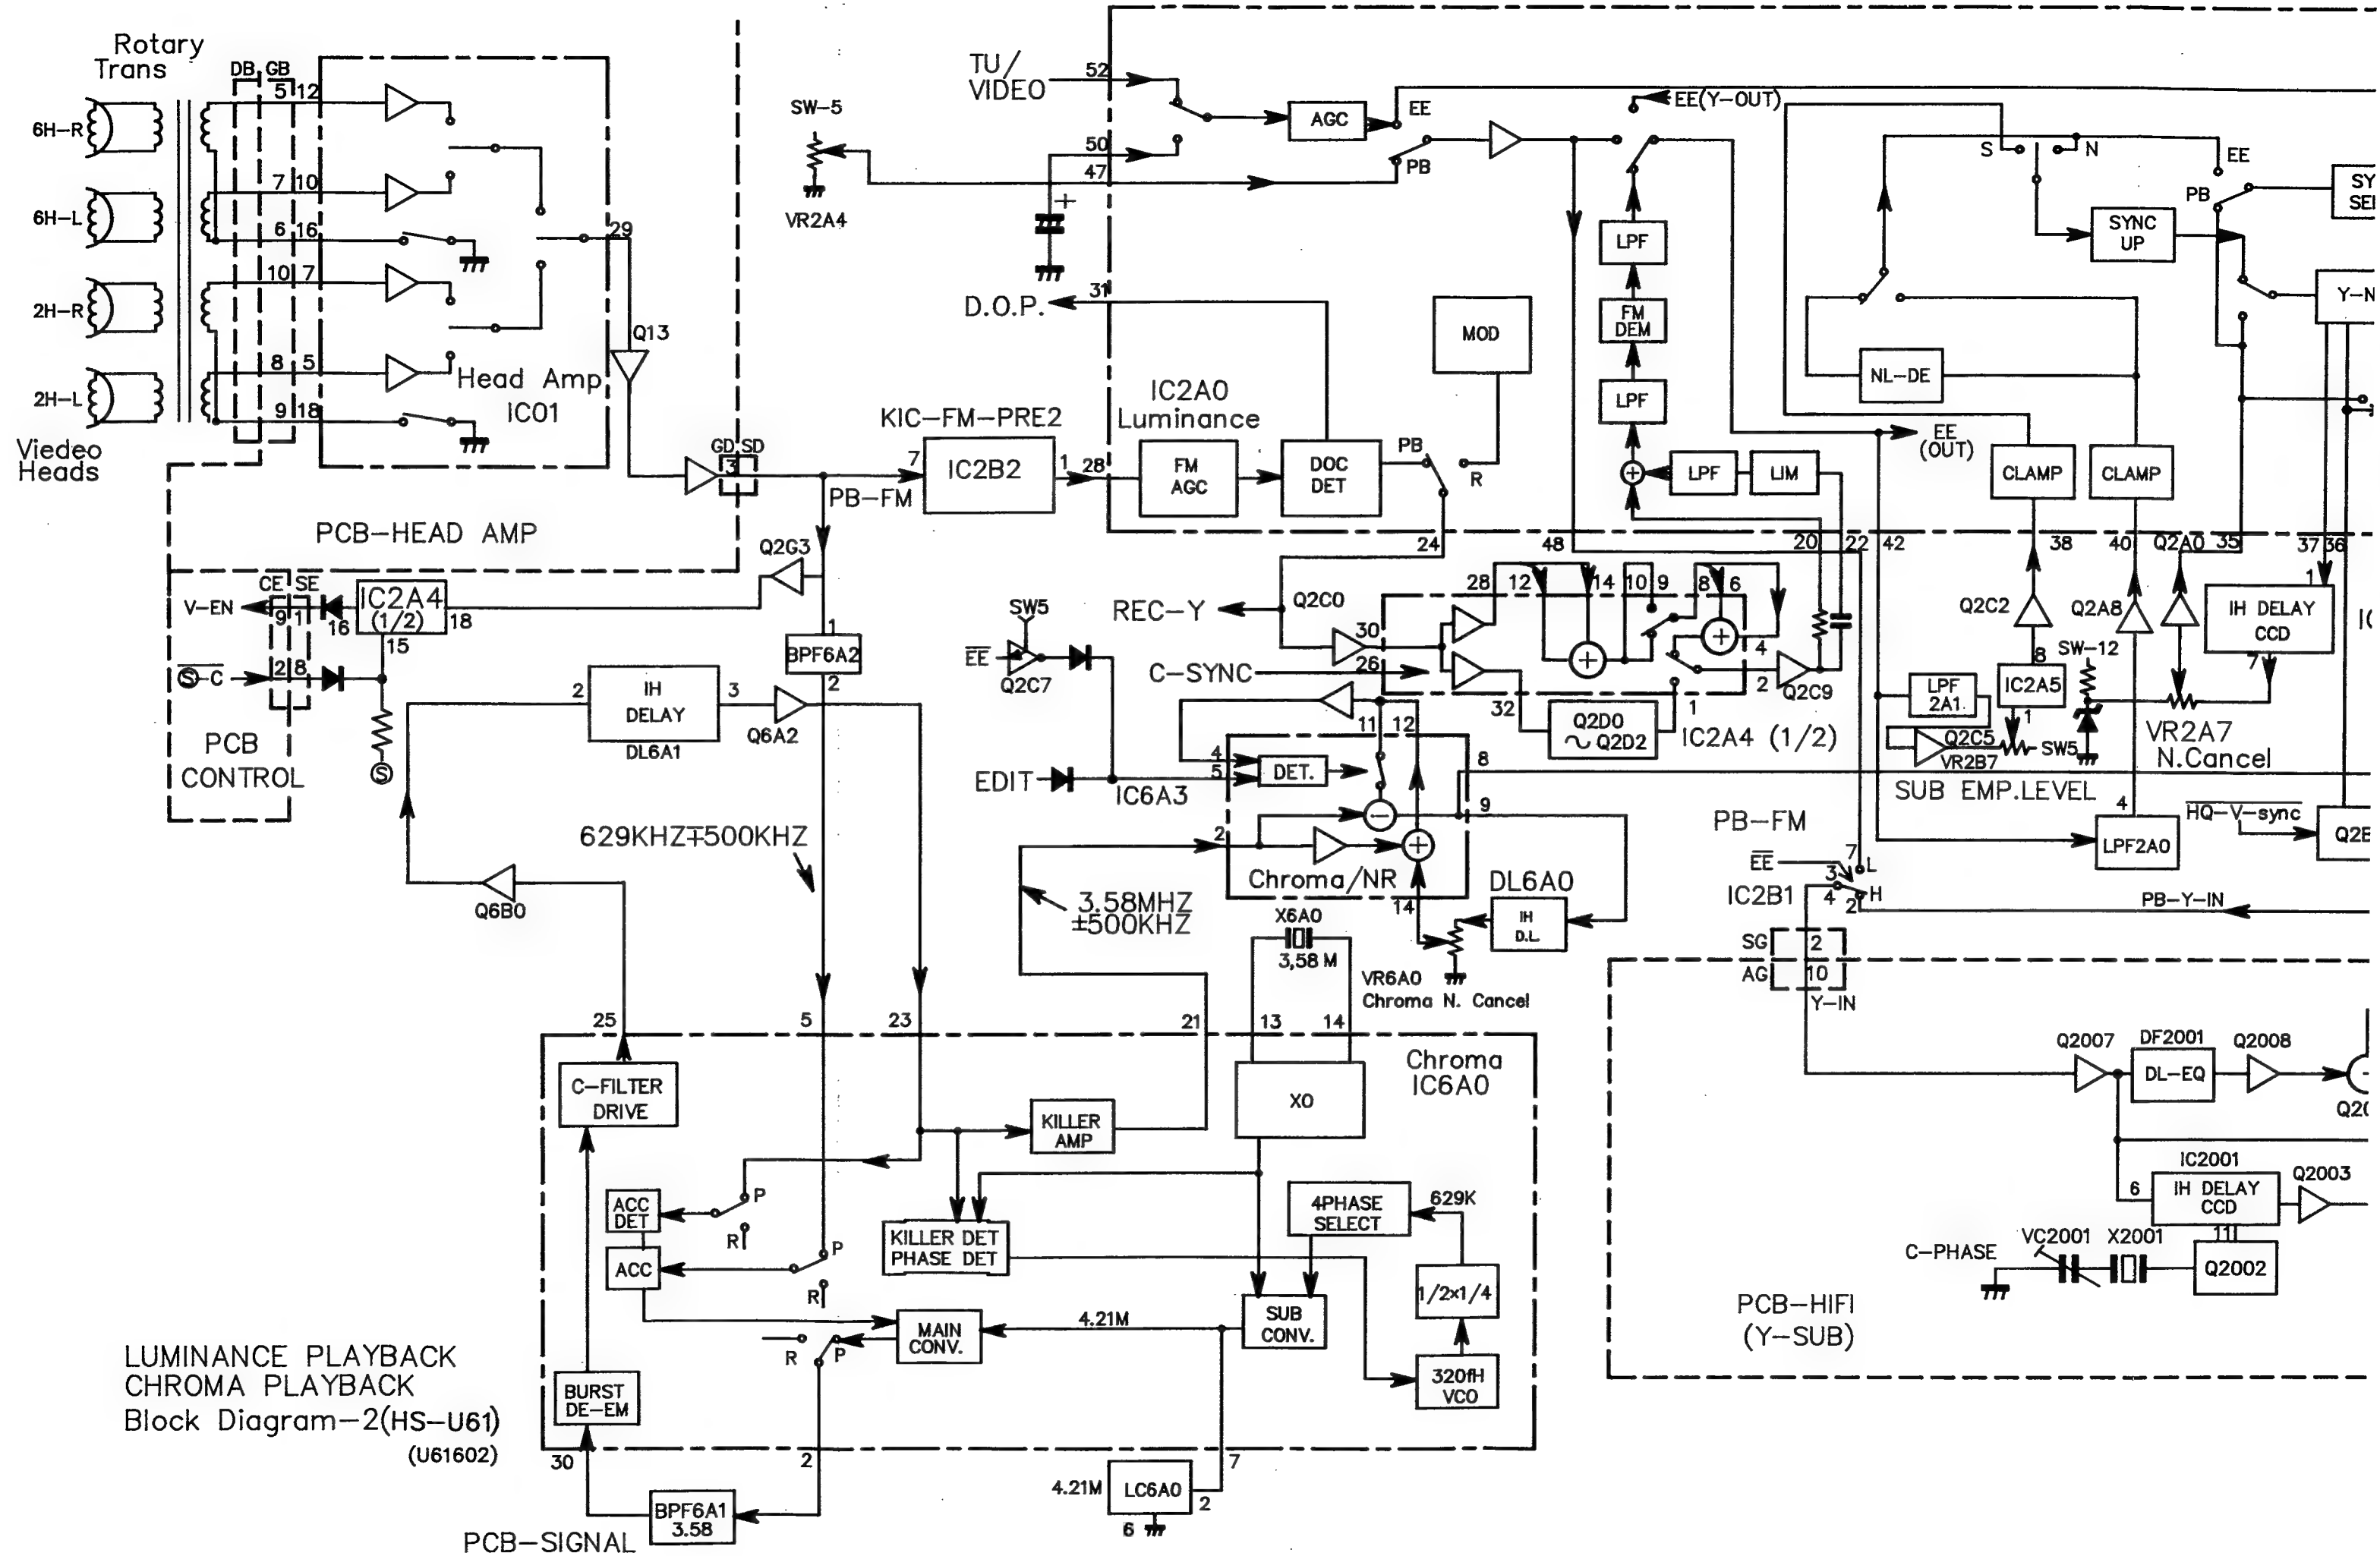 Rotary
Trans
DB GB
6H-R
6H-L
2H-R
2H-L
Viedeo
Heads
5 12
7 10
6 16
10 7
8 5
9 18
29
Q13
Head Amp
IC01
PCB-HEAD AMP
GD SD
3
PB-FM
SW-5
VR2A4
TU/
VIDEO
52
50
47
+
D.O.P.
31
AGC
EE
PB
EE(Y-OUT)
LPF
FM
DEM
LPF
LPF
LIM
MOD
IC2A0
Luminance
KIC-FM-PRE2
7
IC2B2
1
28
FM
AGC
DOC
DET
PB
R
S
N
EE
PB
SY
SEI
SYNC
UP
Y-N
NL-DE
EE
(OUT)
CLAMP
CLAMP
24
48
20
22
42
38
40
Q2A0
35
37
36
CE SE
V-EN
9 1
16
IC2A4
(1/2)
18
15
S-C
2 8
S
PCB
CONTROL
Q2G3
1
BPF6A2
2
2
IH
DELAY
3
DL6A1
Q6A2
REC-Y
Q2C0
SW5
EE
Q2C7
C-SYNC
30
26
28
12
14
10
9
8
6
4
2
Q2C9
32
Q2D0
Q2D2
1
IC2A4 (1/2)
Q2C2
Q2A8
8
IC2A5
1
SW-12
1
IH DELAY
CCD
7
I(
LPF
2A1
Q2C5
VR2B7
SW5
VR2A7
N.Cancel
SUB EMP.LEVEL
EDIT
IC6A3
4
5
DET.
11
12
8
9
2
14
Chroma/NR
629KHZ∓500KHZ
3.58MHZ
±500KHZ
Q6B0
X6A0
3,58 M
DL6A0
IH
D.L.
VR6A0
Chroma N. Cancel
PB-FM
EE
7
L
3
4
H
2
IC2B1
4
LPF2A0
HQ-V-sync
Q2E
PB-Y-IN
SG
2
AG
10
Y-IN
25
5
23
21
13
14
Chroma
IC6A0
C-FILTER
DRIVE
KILLER
AMP
XO
ACC
DET
P
R
ACC
P
R
KILLER DET
PHASE DET
4PHASE
SELECT
629K
1/2×1/4
320fH
VCO
MAIN
CONV.
4.21M
SUB
CONV.
R
P
BURST
DE-EM
30
2
7
BPF6A1
3.58
4.21M
LC6A0
2
6
PCB-SIGNAL
Q2007
DF2001
DL-EQ
Q2008
-
Q2(
IC2001
6
IH DELAY
CCD
Q2003
11
Q2002
C-PHASE
VC2001
X2001
PCB-HIFI
(Y-SUB)
LUMINANCE PLAYBACK
CHROMA PLAYBACK
Block Diagram-2(HS-U61)
(U61602)